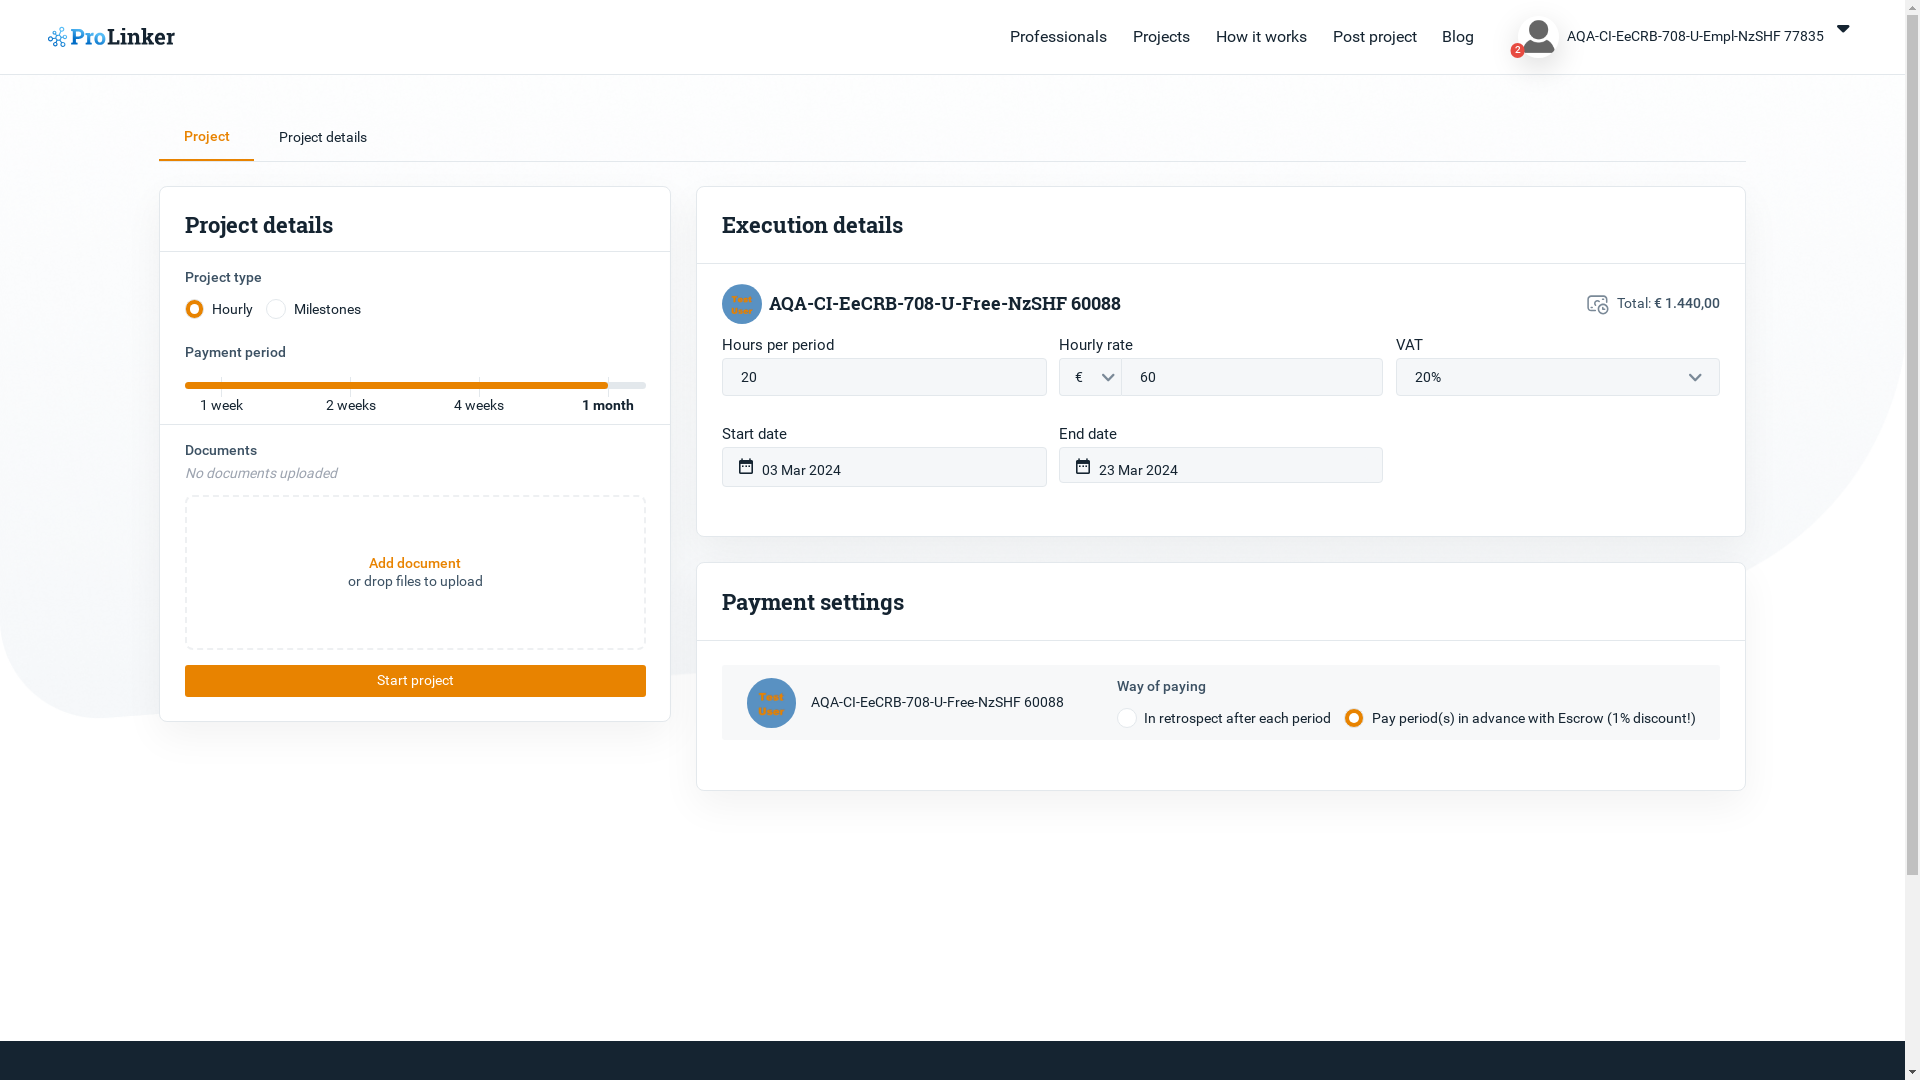 ProLinker
Professionals
Projects
How it works
Post project
Blog
2
AQA-CI-EeCRB-708-U-Empl-NzSHF 77835
Project
Project details
Project details
Project type
Hourly
Milestones
Payment period
1 week
2 weeks
4 weeks
1 month
Documents
No documents uploaded
Add document
or drop files to upload
Start project
Execution details
Test
User
AQA-CI-EeCRB-708-U-Free-NzSHF 60088
Total: € 1.440,00
Hours per period
Hourly rate
VAT
20
€
60
20%
Start date
End date
03 Mar 2024
23 Mar 2024
Payment settings
Test
User
AQA-CI-EeCRB-708-U-Free-NzSHF 60088
Way of paying
In retrospect after each period
Pay period(s) in advance with Escrow (1% discount!)